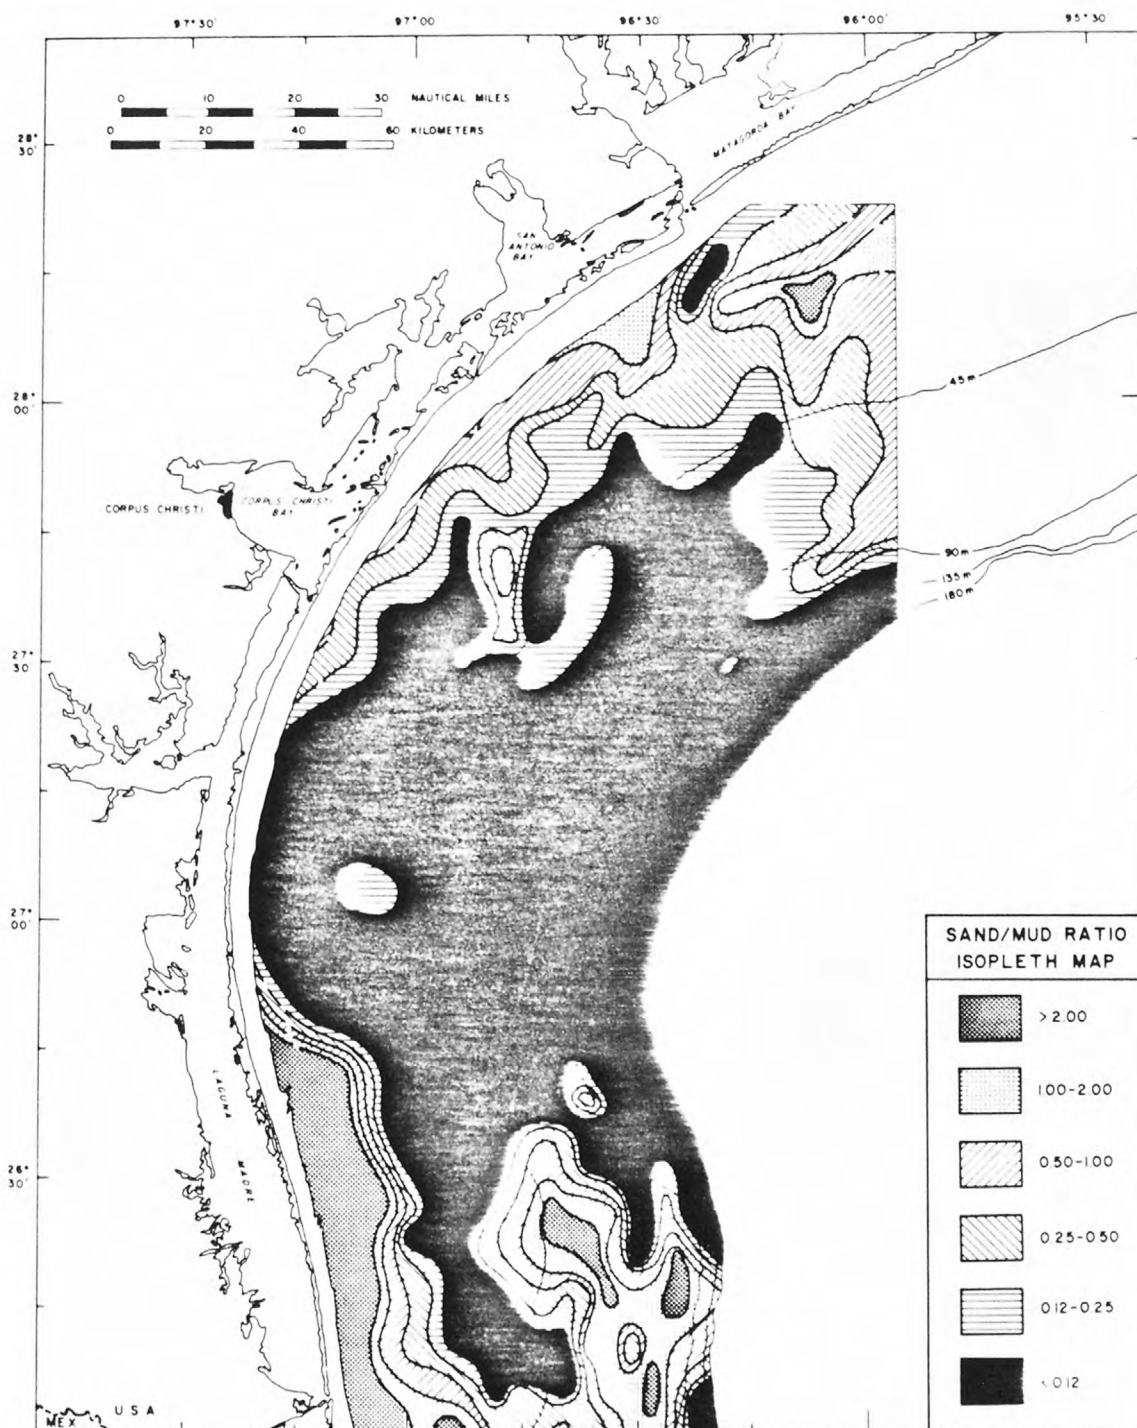 97°30'
97°00'
96°30'
96°00'
95°30'
0 10 20 30 NAUTICAL MILES
0 20 40 60 KILOMETERS
28°
30'
MATAGORDA BAY
SAN
ANTONIO
BAY
28°
00'
45m
CORPUS CHRISTI
CORPUS CHRISTI
BAY
90m
135m
180m
27°
30'
27°
00'
SAND/MUD RATIO
ISOPLETH MAP
>2.00
1.00-2.00
0.50-1.00
0.25-0.50
0.12-0.25
<0.12
LAGUNA
MADRE
26°
30'
USA
MEX